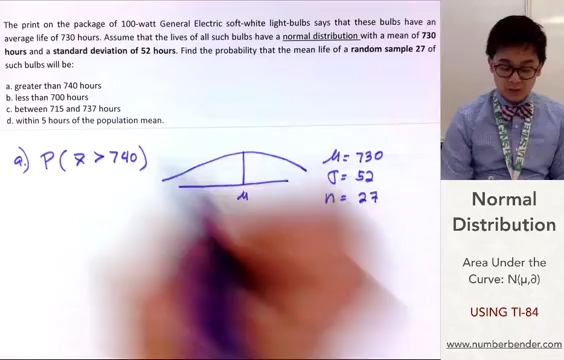 The print on the package of 100-watt General Electric soft-white light-bulbs says that these bulbs have an
average life of 730 hours. Assume that the lives of all such bulbs have a normal distribution with a mean of 730
hours and a standard deviation of 52 hours. Find the probability that the mean life of a random sample 27 of
such bulbs will be:
a. greater than 740 hours
b. less than 700 hours
c. between 715 and 737 hours
d. within 5 hours of the population mean.
a) P( x̄ > 740)
μ
μ = 730
σ = 52
n = 27
Normal
Distribution
Area Under the
Curve: N(μ,∂)
USING TI-84
www.numberbender.com